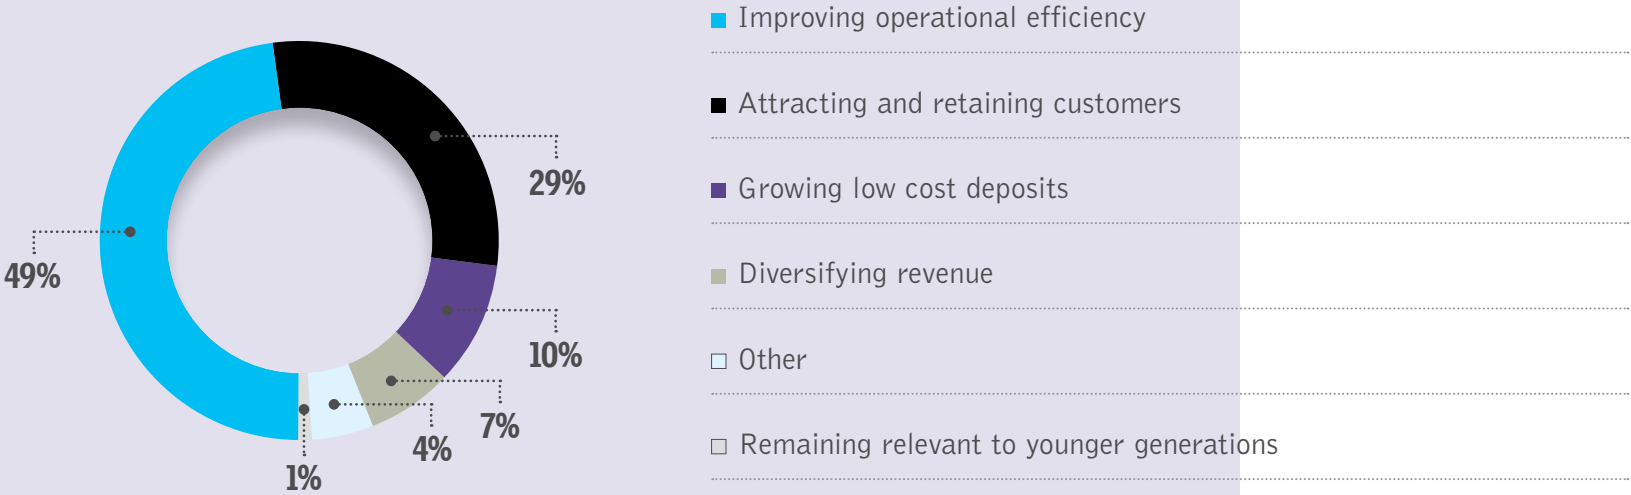 49%
29%
10%
7%
4%
1%
Improving operational efficiency
Attracting and retaining customers
Growing low cost deposits
Diversifying revenue
Other
Remaining relevant to younger generations